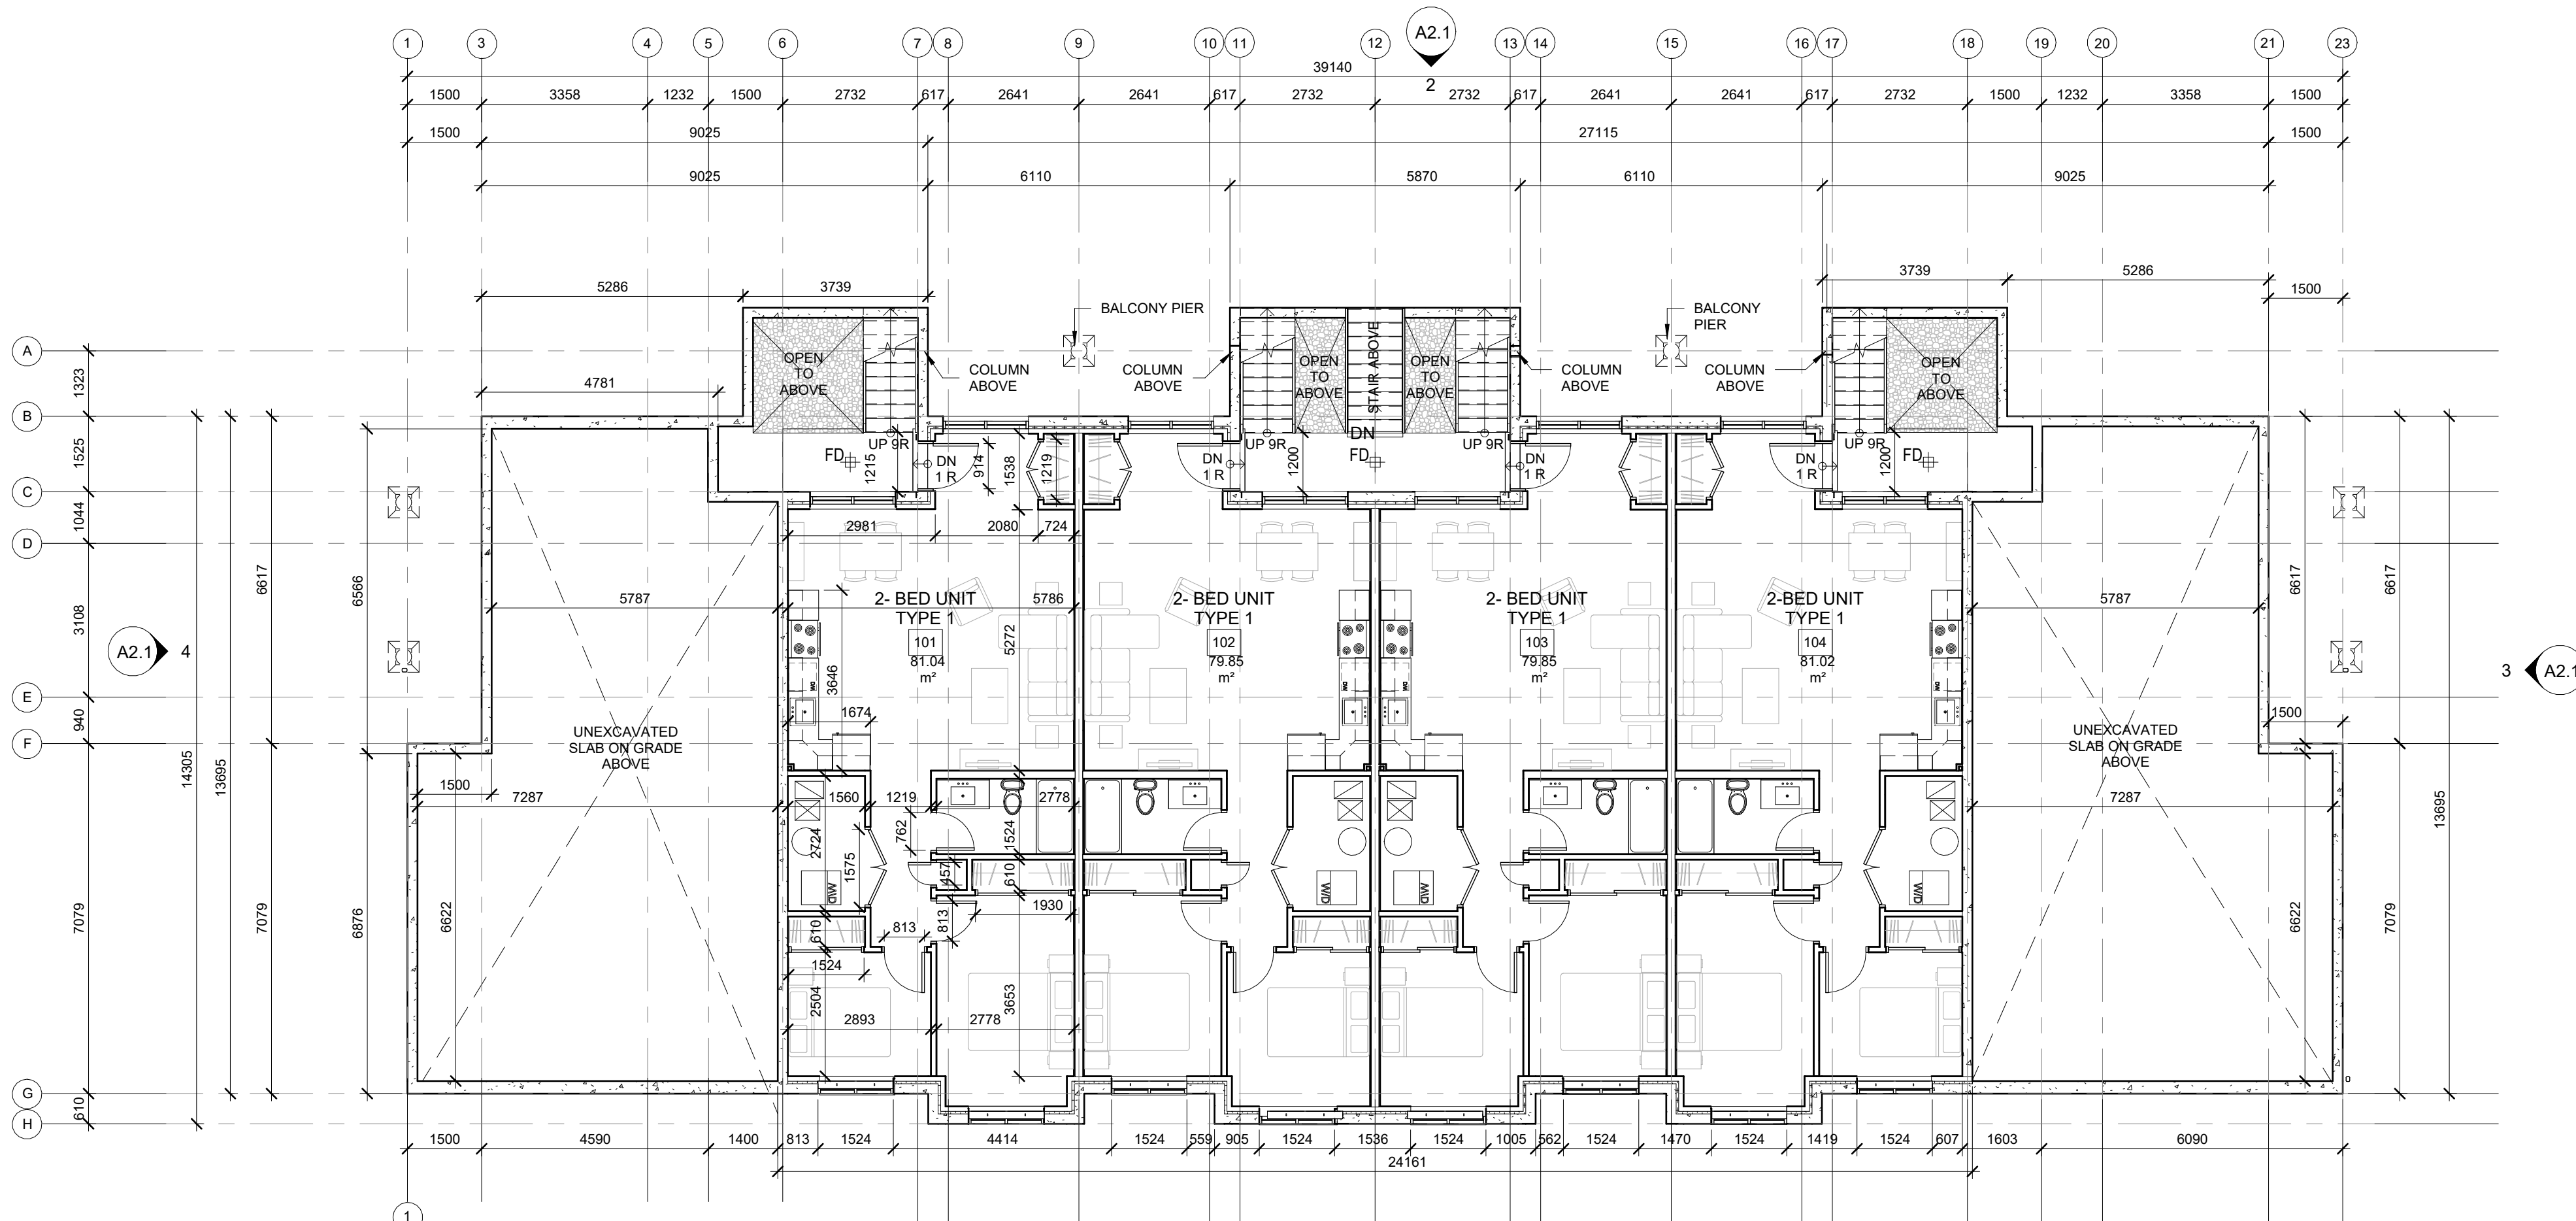 A2.1
2
1 3 4 5 6 7 8 9 10 11 12 13 14 15 16 17 18 19 20 21 23
39140
1500 3358 1232 1500 2732 617 2641 2641 617 2732 2732 617 2641 2641 617 2732 1500 1232 3358 1500
1500 9025 27115 1500
9025 6110 5870 6110 9025
3739 5286
5286 3739 1500
BALCONY PIER
BALCONY
PIER
A
B
C
D
E
F
G
H
1323
1525
1044
3108
940
7079
610
14305
13695
6617
7079
6566
6876
6622
4781
OPEN
TO
ABOVE
COLUMN
ABOVE
COLUMN
ABOVE
OPEN
TO
ABOVE
STAIR ABOVE
OPEN
TO
ABOVE
COLUMN
ABOVE
COLUMN
ABOVE
OPEN
TO
ABOVE
UP 9R
UP 9R
DN
UP 9R
UP 9R
FD
1215
DN
1 R
914
1538
1219
DN
1 R
1200
FD
DN
1 R
DN
1 R
1200
FD
2981 2080 724
5787 5786 5787
2- BED UNIT
TYPE 1
101
81.04
m²
2- BED UNIT
TYPE 1
102
79.85
m²
2- BED UNIT
TYPE 1
103
79.85
m²
2-BED UNIT
TYPE 1
104
81.02
m²
5272
3646
DW
DW
DW
DW
A2.1 4
3 A2.1
1674
UNEXCAVATED
SLAB ON GRADE
ABOVE
UNEXCAVATED
SLAB ON GRADE
ABOVE
1500
1500
7287 1560 1219 2778 7287
2724
1575
762
1524
457
610
W/D
W/D
W/D
W/D
1930
610
813
813
1524
2504
3653
2893 2778
6617
6617
13695
6622
7079
1500 4590 1400 813 1524 4414 1524 559 905 1524 1536 1524 1005 562 1524 1470 1524 1419 1524 607 1603 6090
24161
1